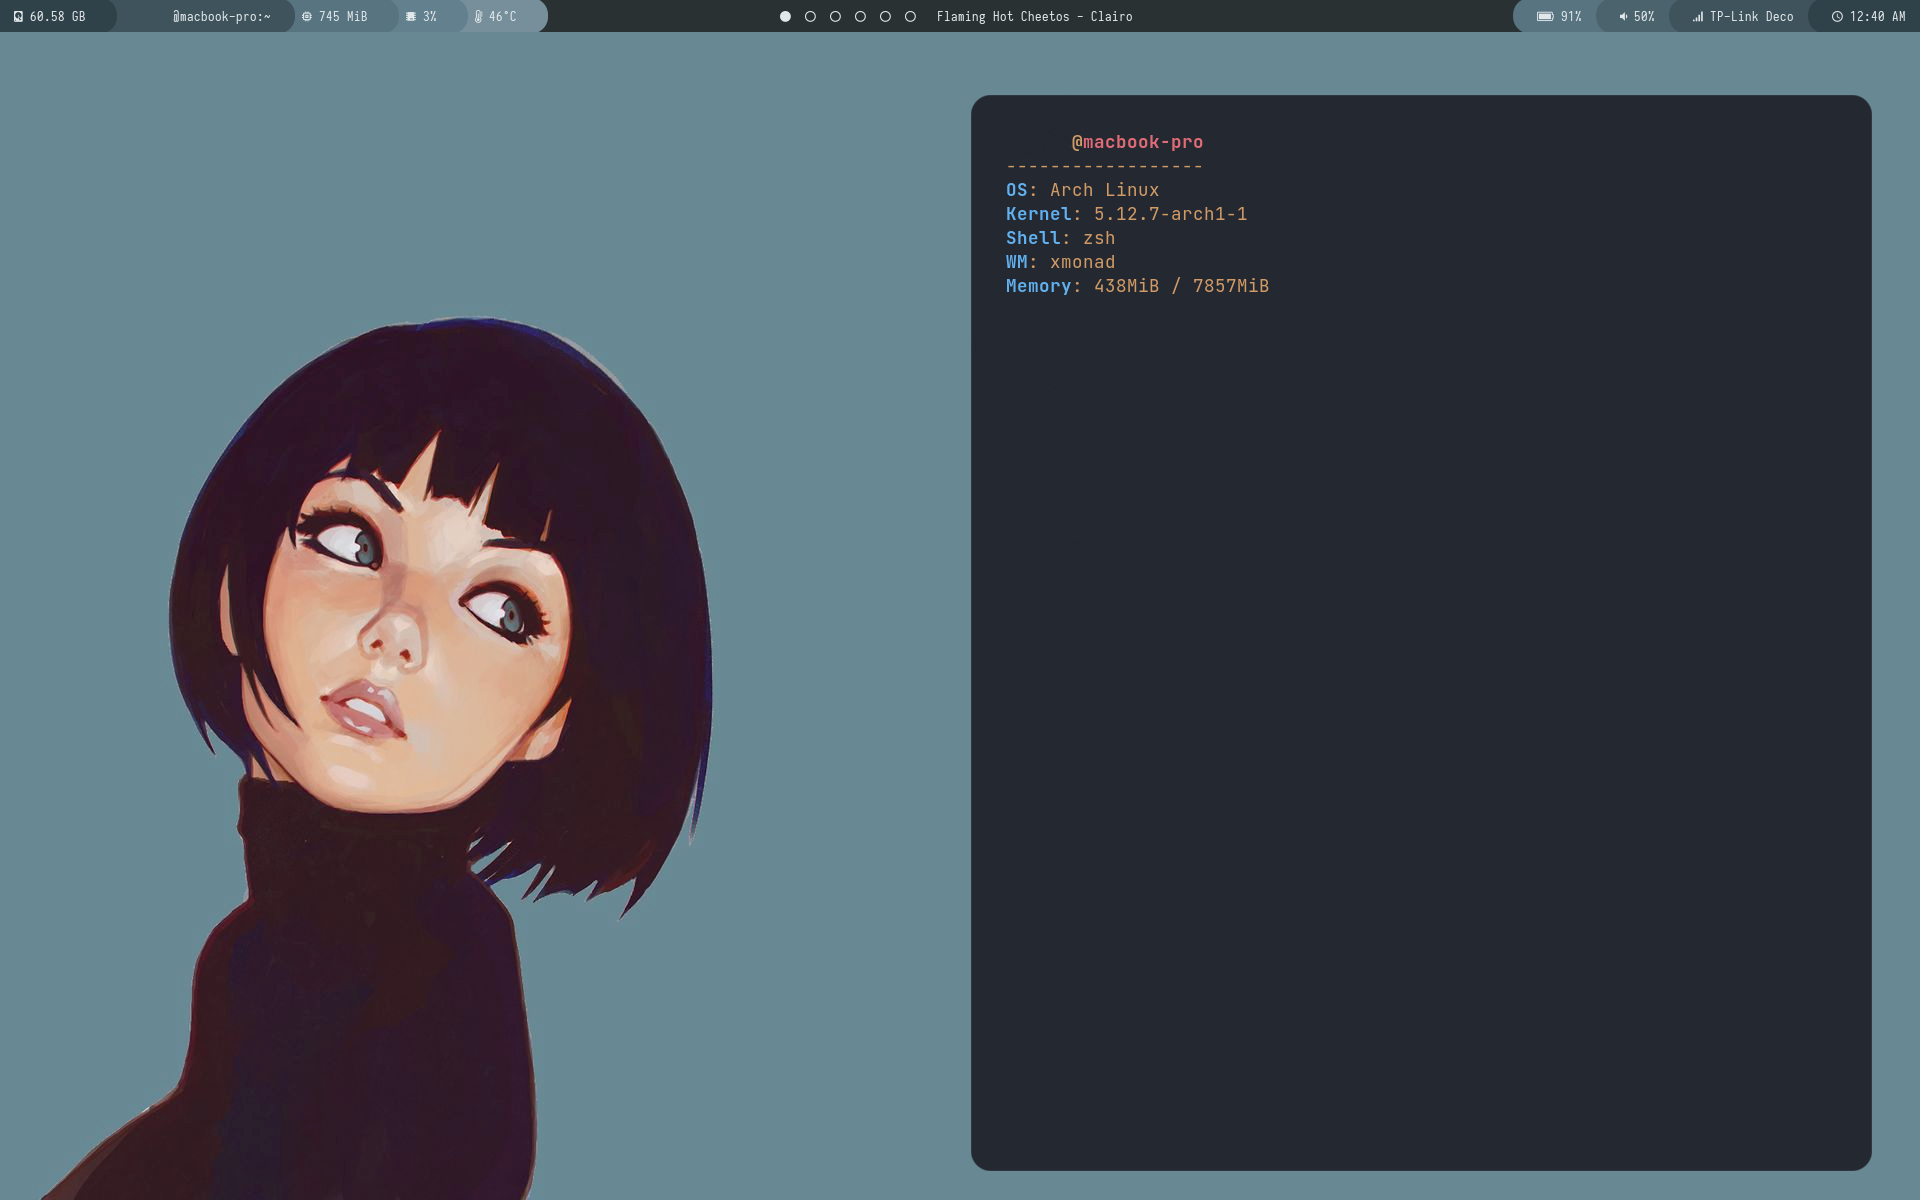 60.58 GB @macbook-pro:~ 745 MiB 3% 46°C Flaming Hot Cheetos - Clairo 91% 50% TP-Link Deco 12:40 AM
@macbook-pro
------------------
OS: Arch Linux
Kernel: 5.12.7-arch1-1
Shell: zsh
WM: xmonad
Memory: 438MiB / 7857MiB